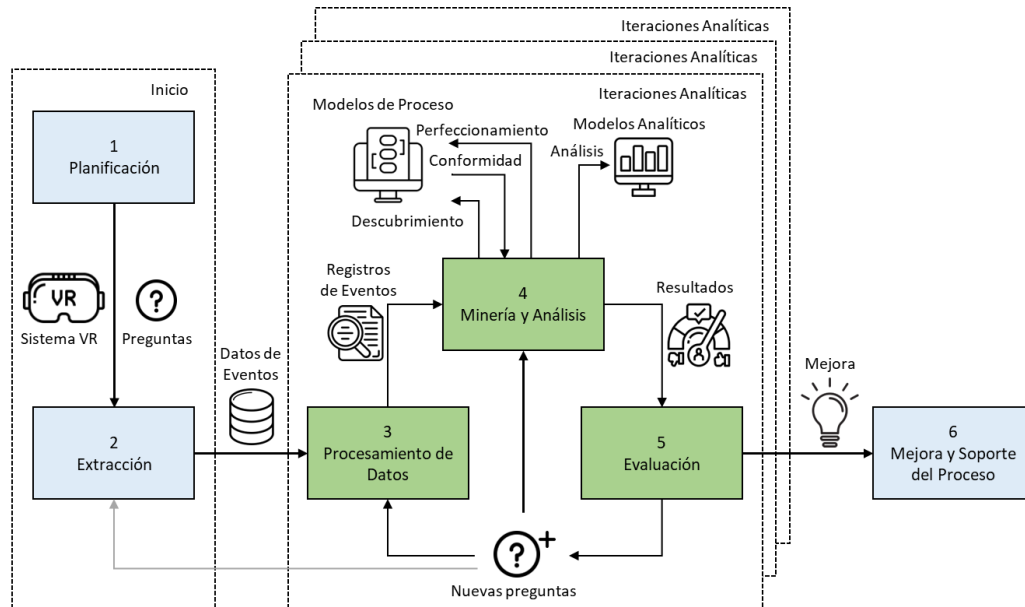 Iteraciones Analíticas
Iteraciones Analíticas
Iteraciones Analíticas
Inicio
1
Planificación
VR
Sistema VR
?
Preguntas
2
Extracción
Datos de
Eventos
Modelos de Proceso
Perfeccionamiento
Conformidad
Descubrimiento
Modelos Analíticos
Análisis
Registros
de Eventos
4
Minería y Análisis
Resultados
3
Procesamiento de
Datos
5
Evaluación
?+
Nuevas preguntas
Mejora
6
Mejora y Soporte
del Proceso